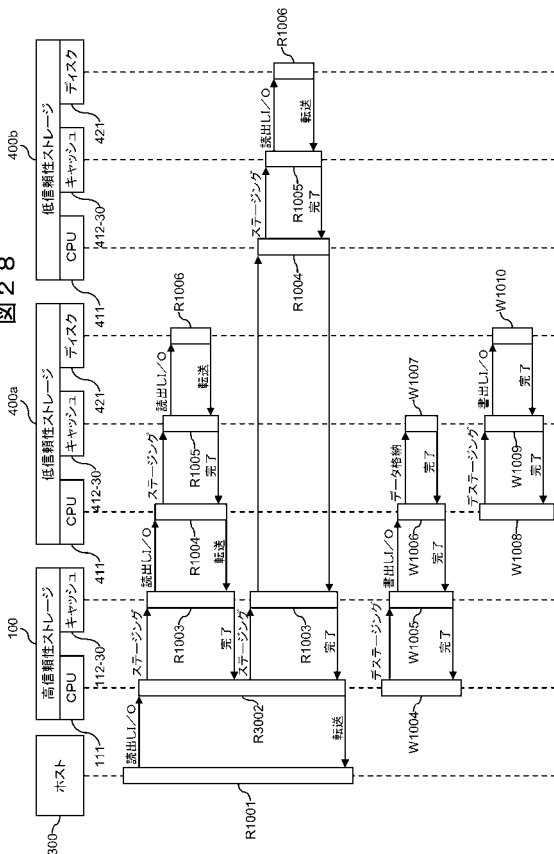 図28
300
ホスト
100
高信頼性ストレージ
CPU
キャッシュ
111
112-30
400a
低信頼性ストレージ
CPU
キャッシュ
ディスク
411
412-30
421
400b
低信頼性ストレージ
CPU
キャッシュ
ディスク
411
412-30
421
R1001
読出しI/O
R3002
転送
ステージング
R1003
完了
読出しI/O
R1004
転送
ステージング
R1005
完了
読出しI/O
R1006
転送
ステージング
R1003
完了
R1004
ステージング
R1005
完了
読出しI/O
R1006
転送
W1004
デステージング
W1005
完了
書出しI/O
W1006
完了
データ格納
W1007
完了
W1008
デステージング
W1009
完了
書出しI/O
W1010
完了